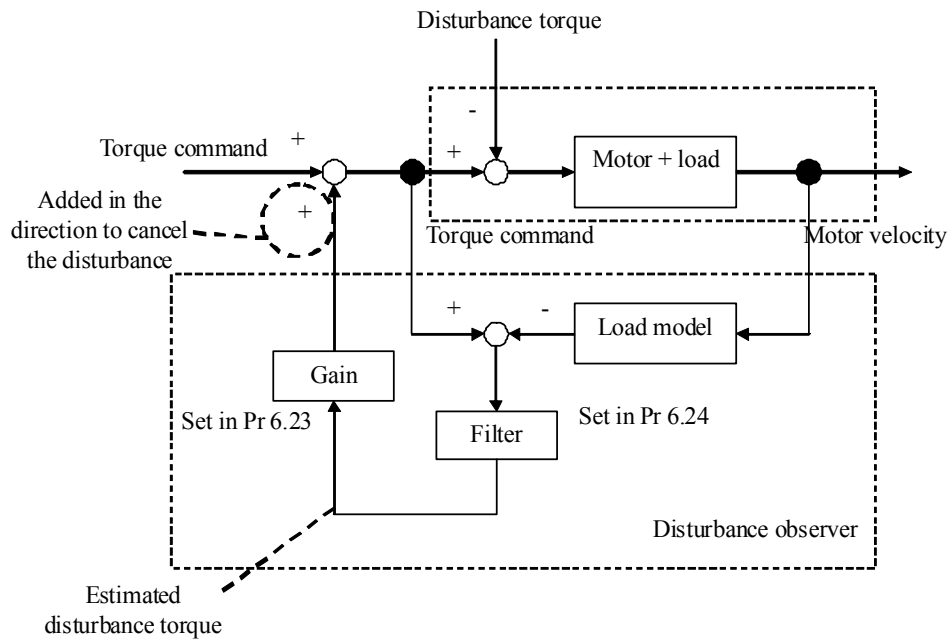 Disturbance torque
-
+
Torque command
+
Motor + load
Added in the
direction to cancel
the disturbance
+
Torque command
Motor velocity
+
-
Load model
Gain
Set in Pr 6.23
Set in Pr 6.24
Filter
Disturbance observer
Estimated
disturbance torque